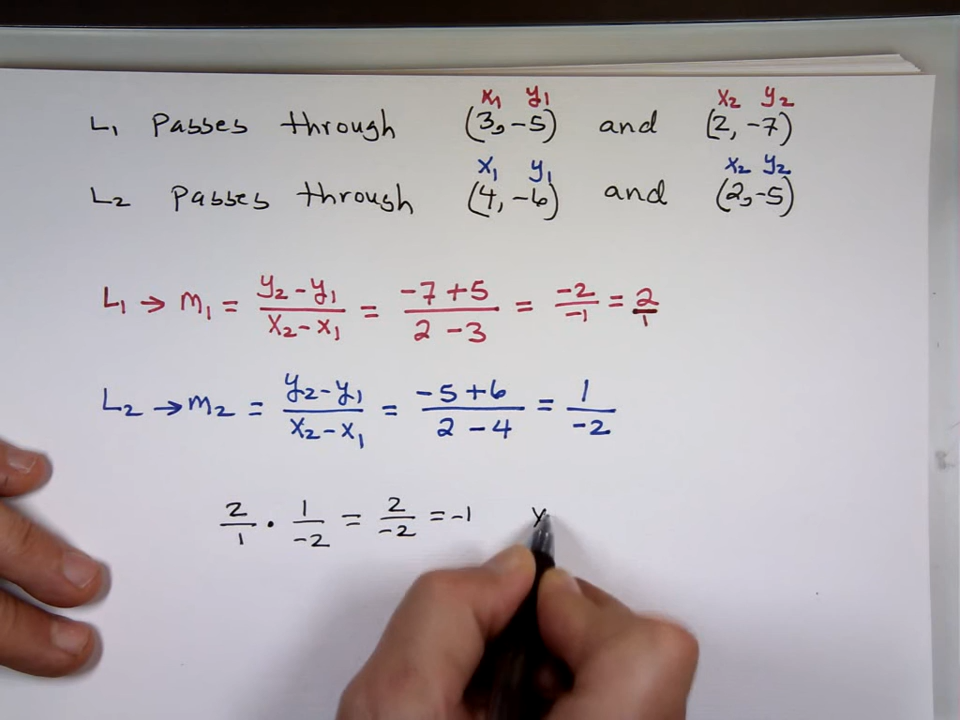 x1 y1 x2 y2
L1 Passes through (3, -5) and (2, -7)
x1 y1 x2 y2
L2 Passes through (4, -6) and (2, -5)
L1 → m1 = y2-y1/x2-x1 = -7+5/2-3 = -2/-1 = 2/1
L2 → m2 = y2-y1/x2-x1 = -5+6/2-4 = 1/-2
2/1 · 1/-2 = 2/-2 = -1